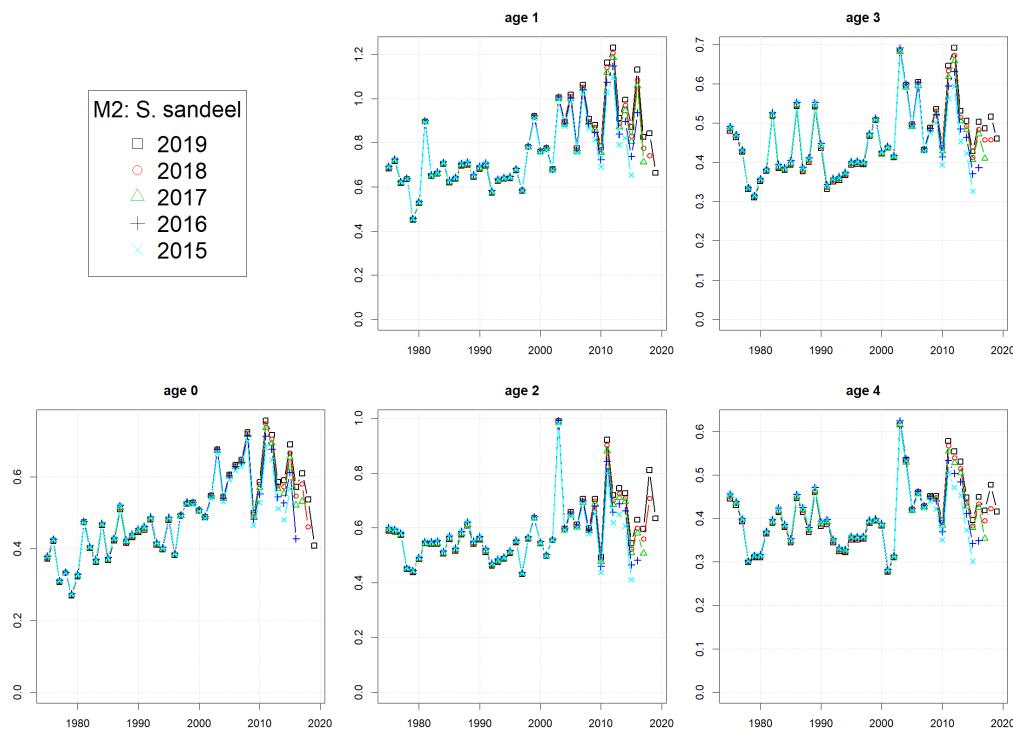 age 1
age 3
0.0 0.2 0.4 0.6 0.8 1.0 1.2
0.0 0.1 0.2 0.3 0.4 0.5 0.6 0.7
M2: S. sandeel
2019
2018
2017
2016
2015
1980 1990 2000 2010 2020
1980 1990 2000 2010 2020
age 0
age 2
age 4
0.0 0.2 0.4 0.6
0.0 0.2 0.4 0.6 0.8 1.0
0.0 0.1 0.2 0.3 0.4 0.5 0.6
1980 1990 2000 2010 2020
1980 1990 2000 2010 2020
1980 1990 2000 2010 2020